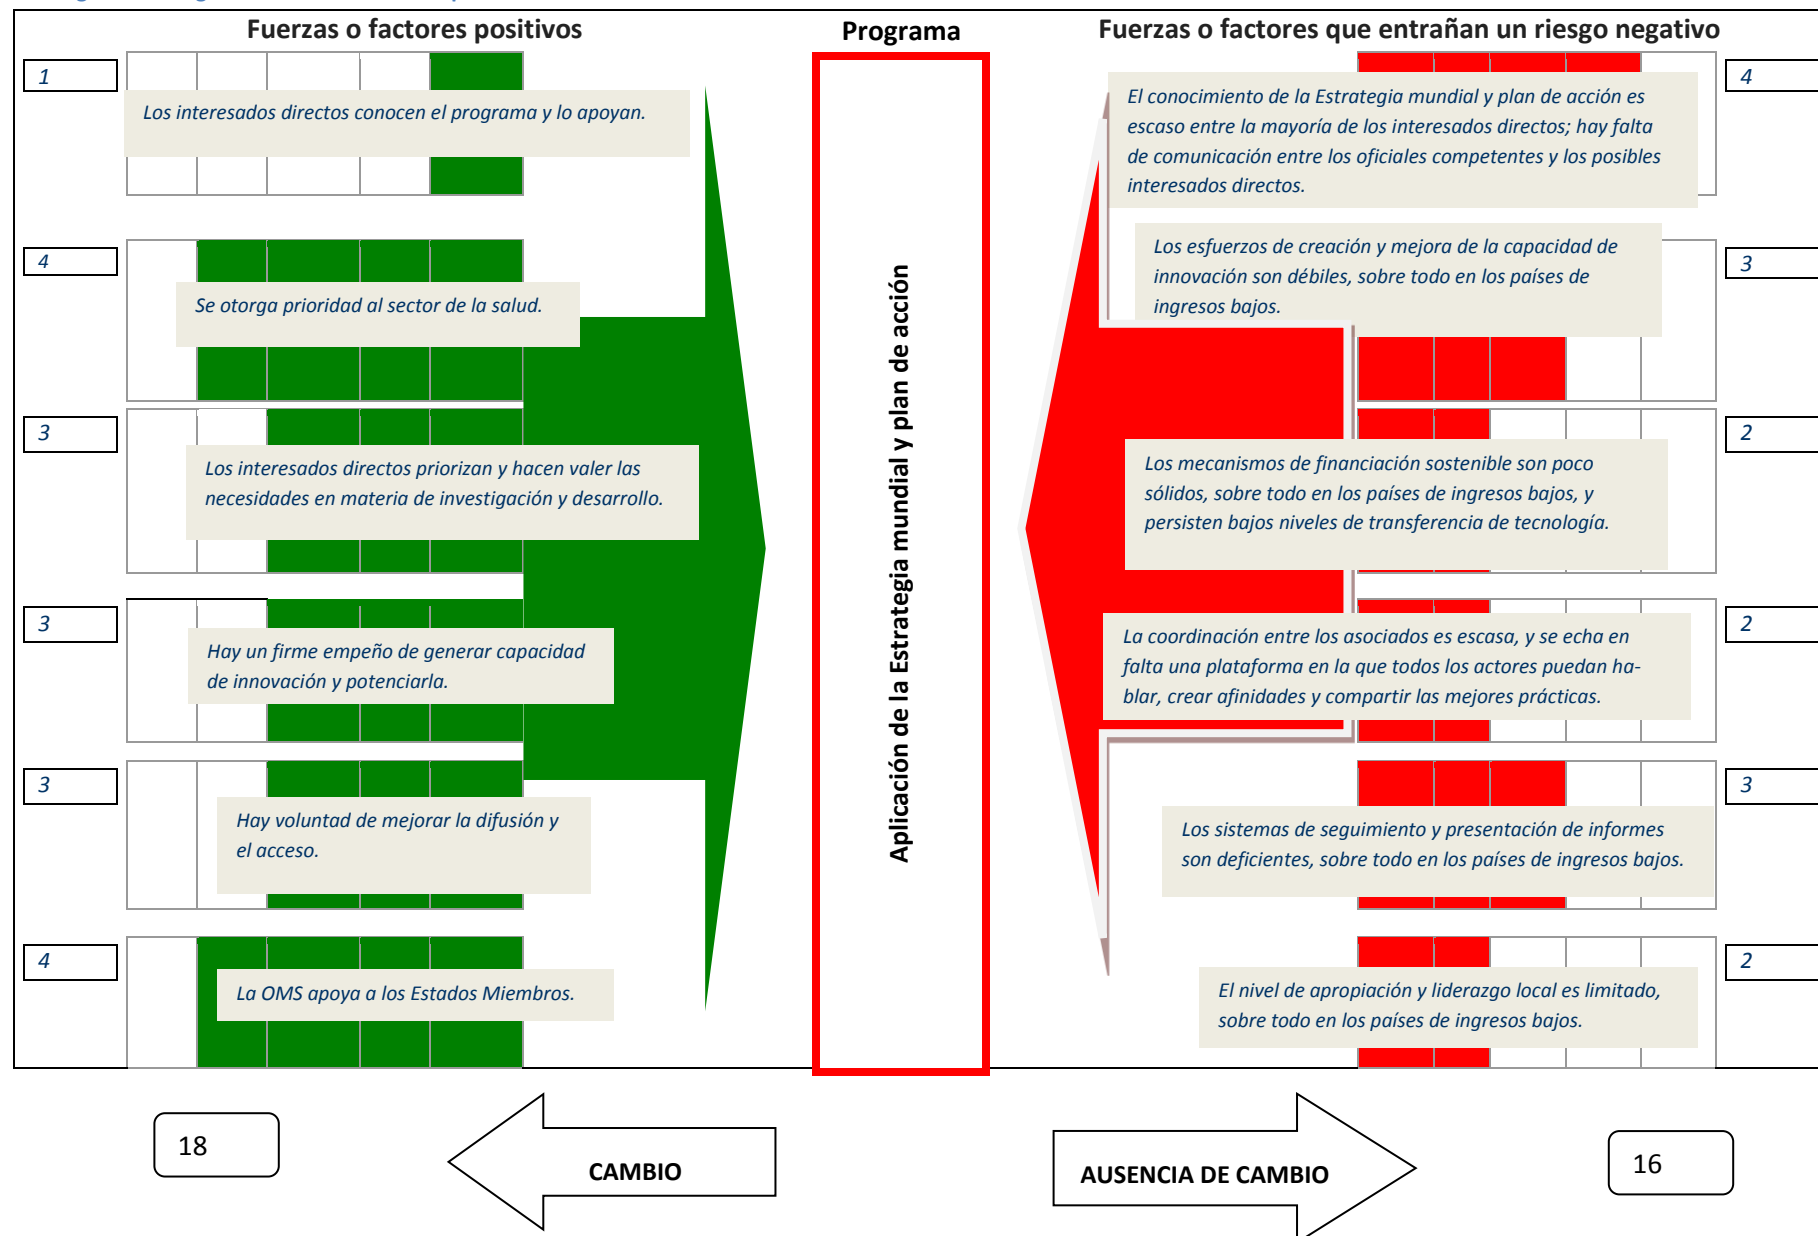 Fuerzas o factores positivos
Programa
Fuerzas o factores que entrañan un riesgo negativo
1
Los interesados directos conocen el programa y lo apoyan.
4
Se otorga prioridad al sector de la salud.
3
Los interesados directos priorizan y hacen valer las
necesidades en materia de investigación y desarrollo.
3
Hay un firme empeño de generar capacidad
de innovación y potenciarla.
3
Hay voluntad de mejorar la difusión y
el acceso.
4
La OMS apoya a los Estados Miembros.
Aplicación de la Estrategia mundial y plan de acción
El conocimiento de la Estrategia mundial y plan de acción es
escaso entre la mayoría de los interesados directos; hay falta
de comunicación entre los oficiales competentes y los posibles
interesados directos.
4
Los esfuerzos de creación y mejora de la capacidad de
innovación son débiles, sobre todo en los países de
ingresos bajos.
3
Los mecanismos de financiación sostenible son poco
sólidos, sobre todo en los países de ingresos bajos, y
persisten bajos niveles de transferencia de tecnología.
2
La coordinación entre los asociados es escasa, y se echa en
falta una plataforma en la que todos los actores puedan ha-
blar, crear afinidades y compartir las mejores prácticas.
2
Los sistemas de seguimiento y presentación de informes
son deficientes, sobre todo en los países de ingresos bajos.
3
El nivel de apropiación y liderazgo local es limitado,
sobre todo en los países de ingresos bajos.
2
18
CAMBIO
AUSENCIA DE CAMBIO
16